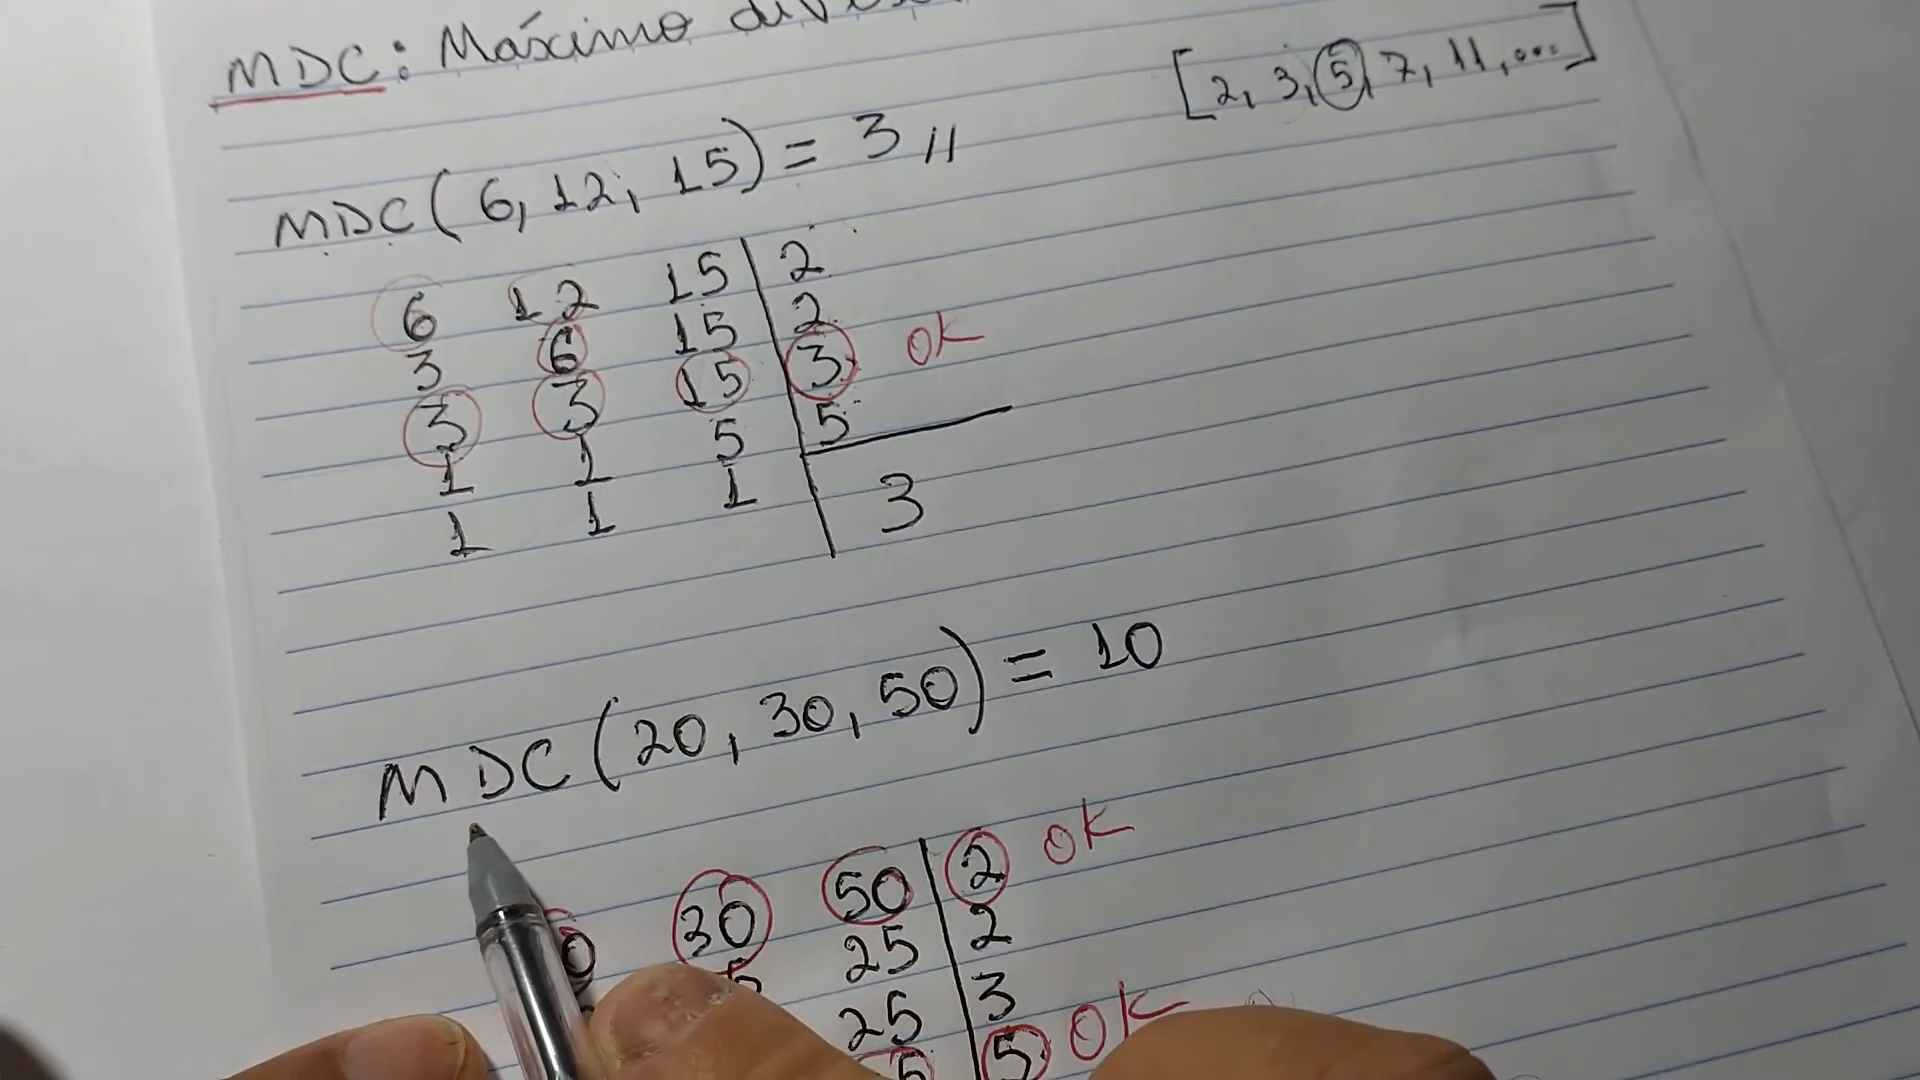 MDC: Máximo
[2, 3, 5, 7, 11, ...]
MDC(6, 12, 15) = 3 //
6 12 15 | 2
3 6 15 | 2
3 3 15 | 3 OK
1 1 5 | 5
1 1 1 | 3
MDC(20, 30, 50) = 10
30 50 | 2 OK
25 | 2
25 | 3
5 OK